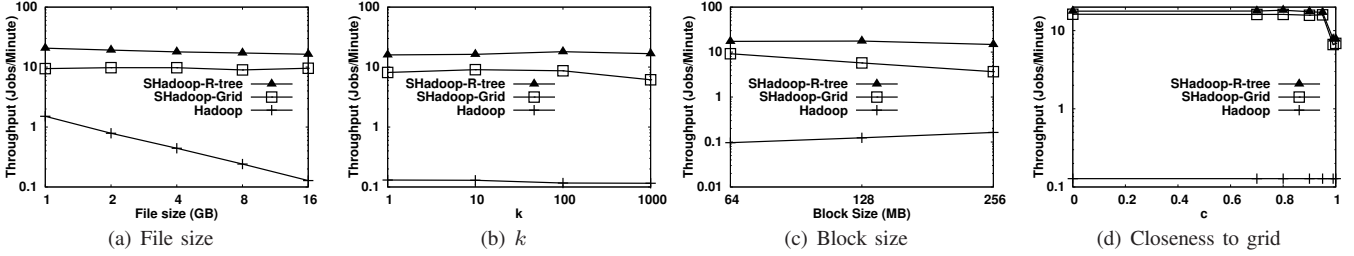 Throughput (Jobs/Minute)
100
10
1
0.1
1 2 4 8 16
File size (GB)
SHadoop-R-tree
SHadoop-Grid
Hadoop
(a) File size
Throughput (Jobs/Minute)
100
10
1
0.1
1 10 100 1000
k
SHadoop-R-tree
SHadoop-Grid
Hadoop
(b) k
Throughput (Jobs/Minute)
100
10
1
0.1
0.01
64 128 256
Block Size (MB)
SHadoop-R-tree
SHadoop-Grid
Hadoop
(c) Block size
Throughput (Jobs/Minute)
10
1
0.1
0 0.2 0.4 0.6 0.8 1
c
SHadoop-R-tree
SHadoop-Grid
Hadoop
(d) Closeness to grid